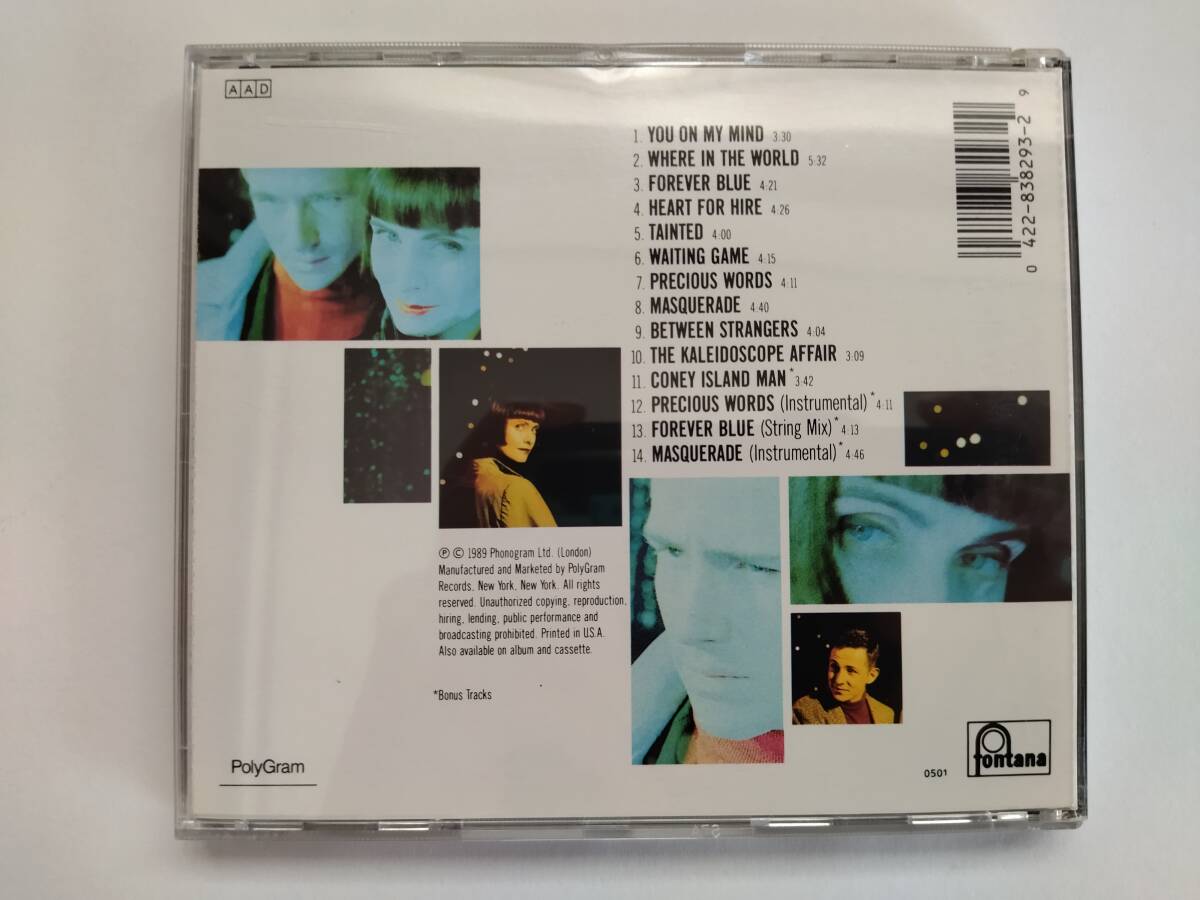 AAD
1. YOU ON MY MIND 3:30
2. WHERE IN THE WORLD 5:32
3. FOREVER BLUE 4:21
4. HEART FOR HIRE 4:26
5. TAINTED 4:00
6. WAITING GAME 4:15
7. PRECIOUS WORDS 4:11
8. MASQUERADE 4:40
9. BETWEEN STRANGERS 4:04
10. THE KALEIDOSCOPE AFFAIR 3:09
11. CONEY ISLAND MAN* 3:42
12. PRECIOUS WORDS (Instrumental)* 4:11
13. FOREVER BLUE (String Mix)* 4:13
14. MASQUERADE (Instrumental)* 4:46
0 422-838293-2 9
℗ © 1989 Phonogram Ltd. (London)
Manufactured and Marketed by PolyGram
Records, New York, New York. All rights
reserved. Unauthorized copying, reproduction,
hiring, lending, public performance and
broadcasting prohibited. Printed in U.S.A.
Also available on album and cassette.
*Bonus Tracks
PolyGram
0501
fontana